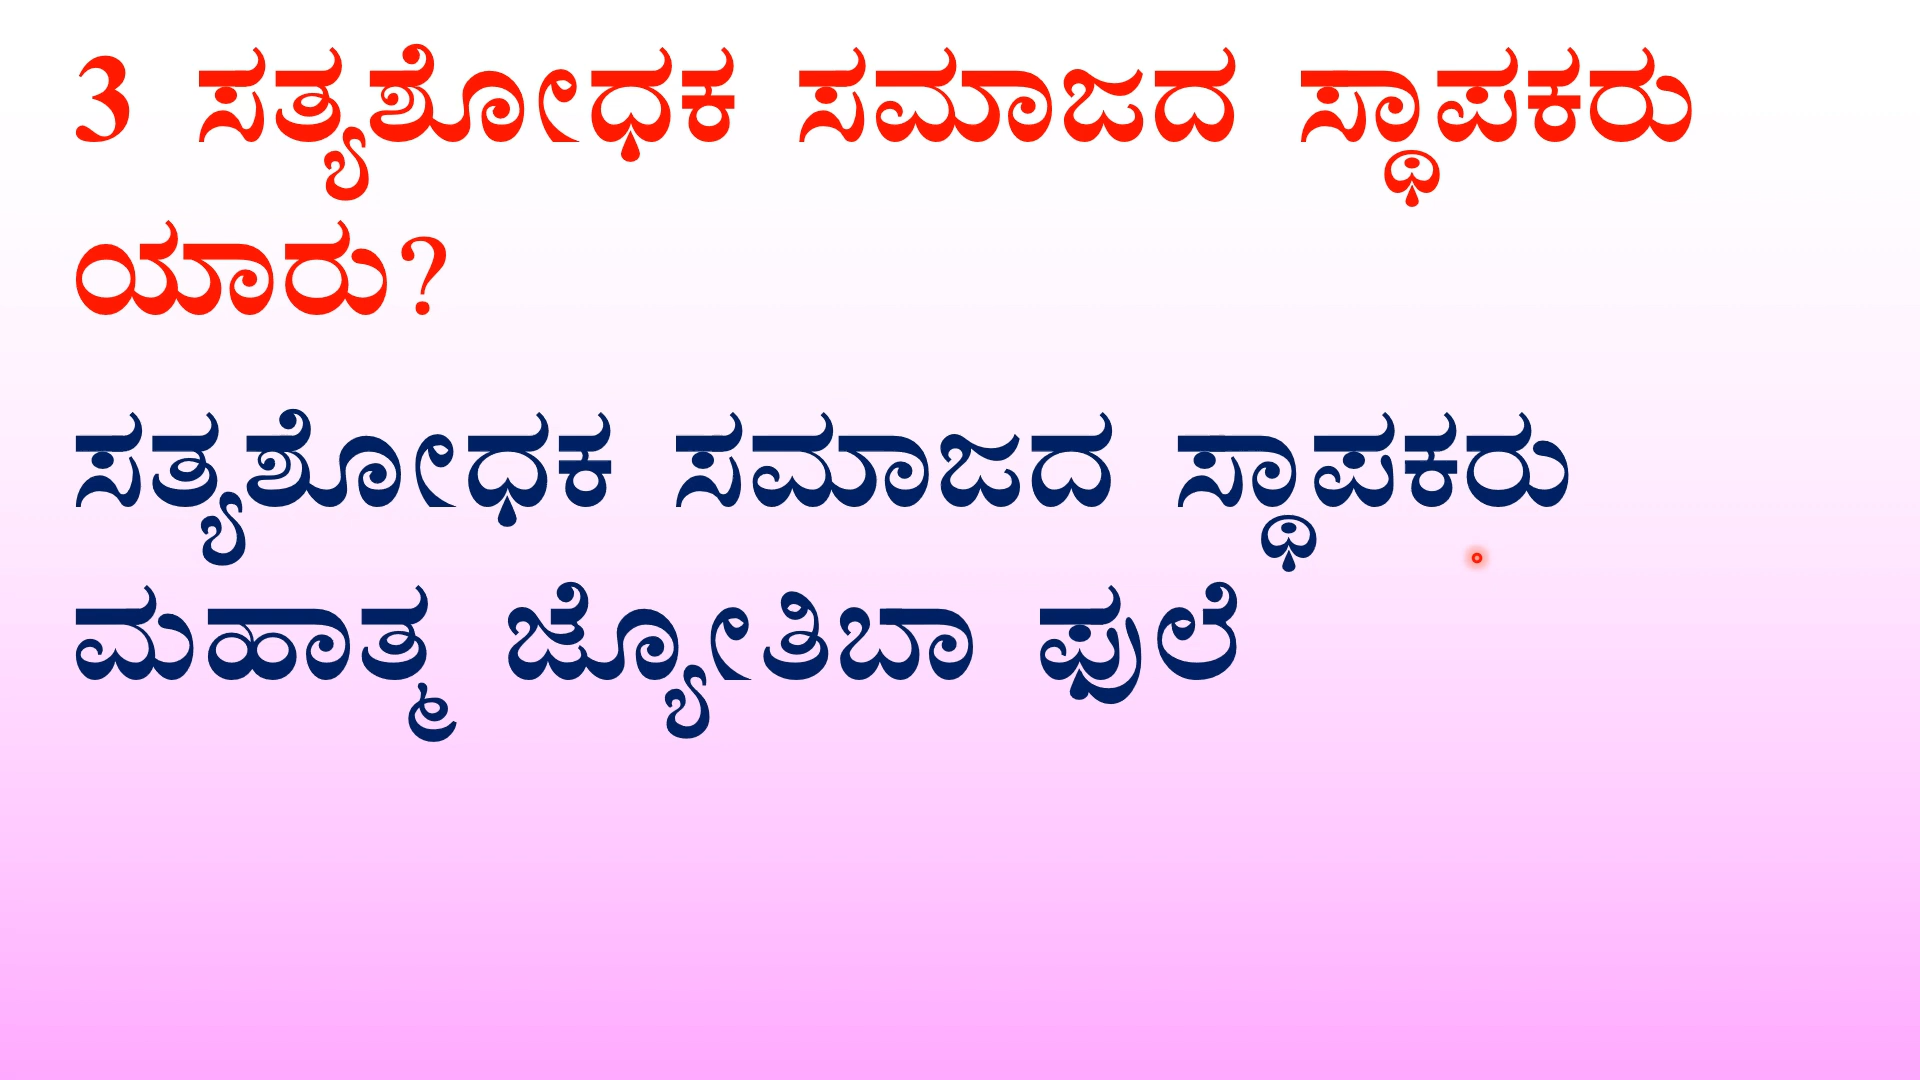 3 ಸತ್ಯಶೋಧಕ ಸಮಾಜದ ಸ್ಥಾಪಕರು
ಯಾರು?
ಸತ್ಯಶೋಧಕ ಸಮಾಜದ ಸ್ಥಾಪಕರು
ಮಹಾತ್ಮ ಜ್ಯೋತಿಬಾ ಫುಲೆ